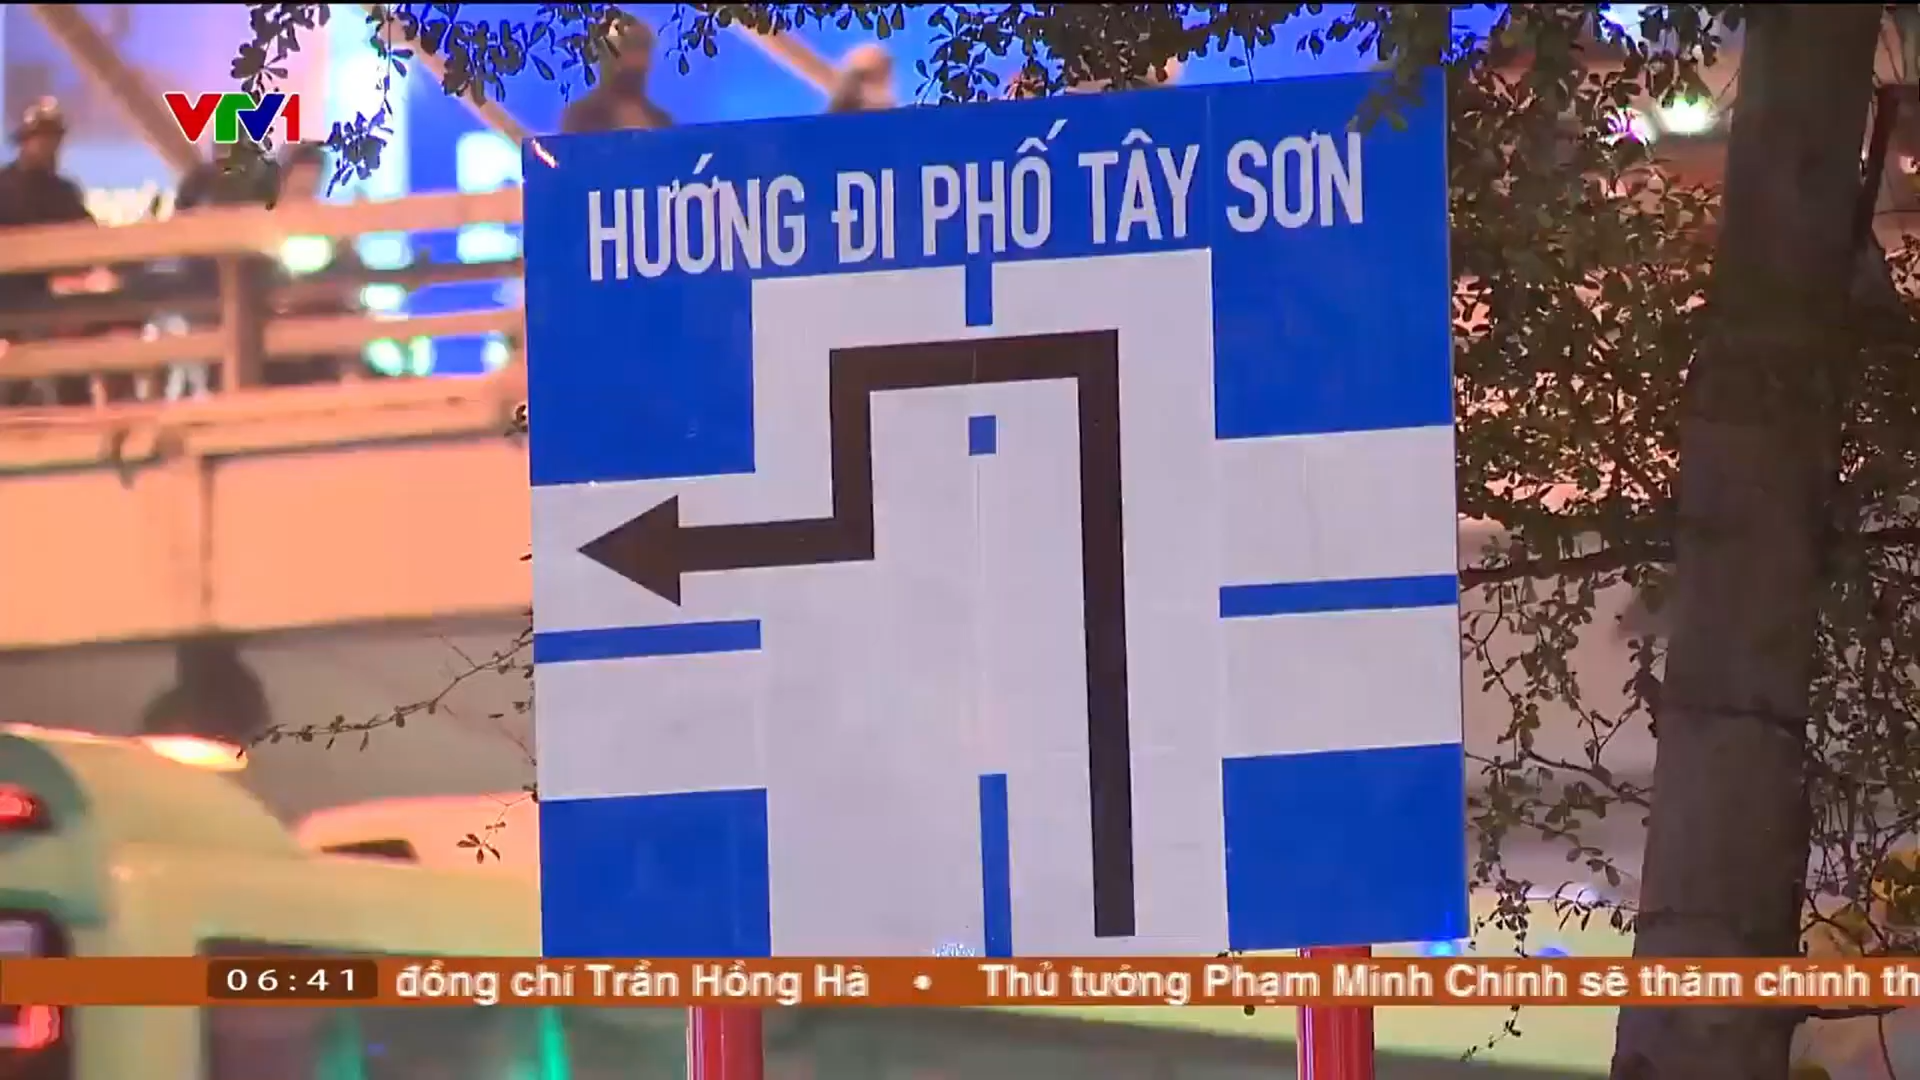 VTV1
HƯỚNG ĐI PHỐ TÂY SƠN
06:41 đồng chí Trần Hồng Hà • Thủ tướng Phạm Minh Chính sẽ thăm chính th